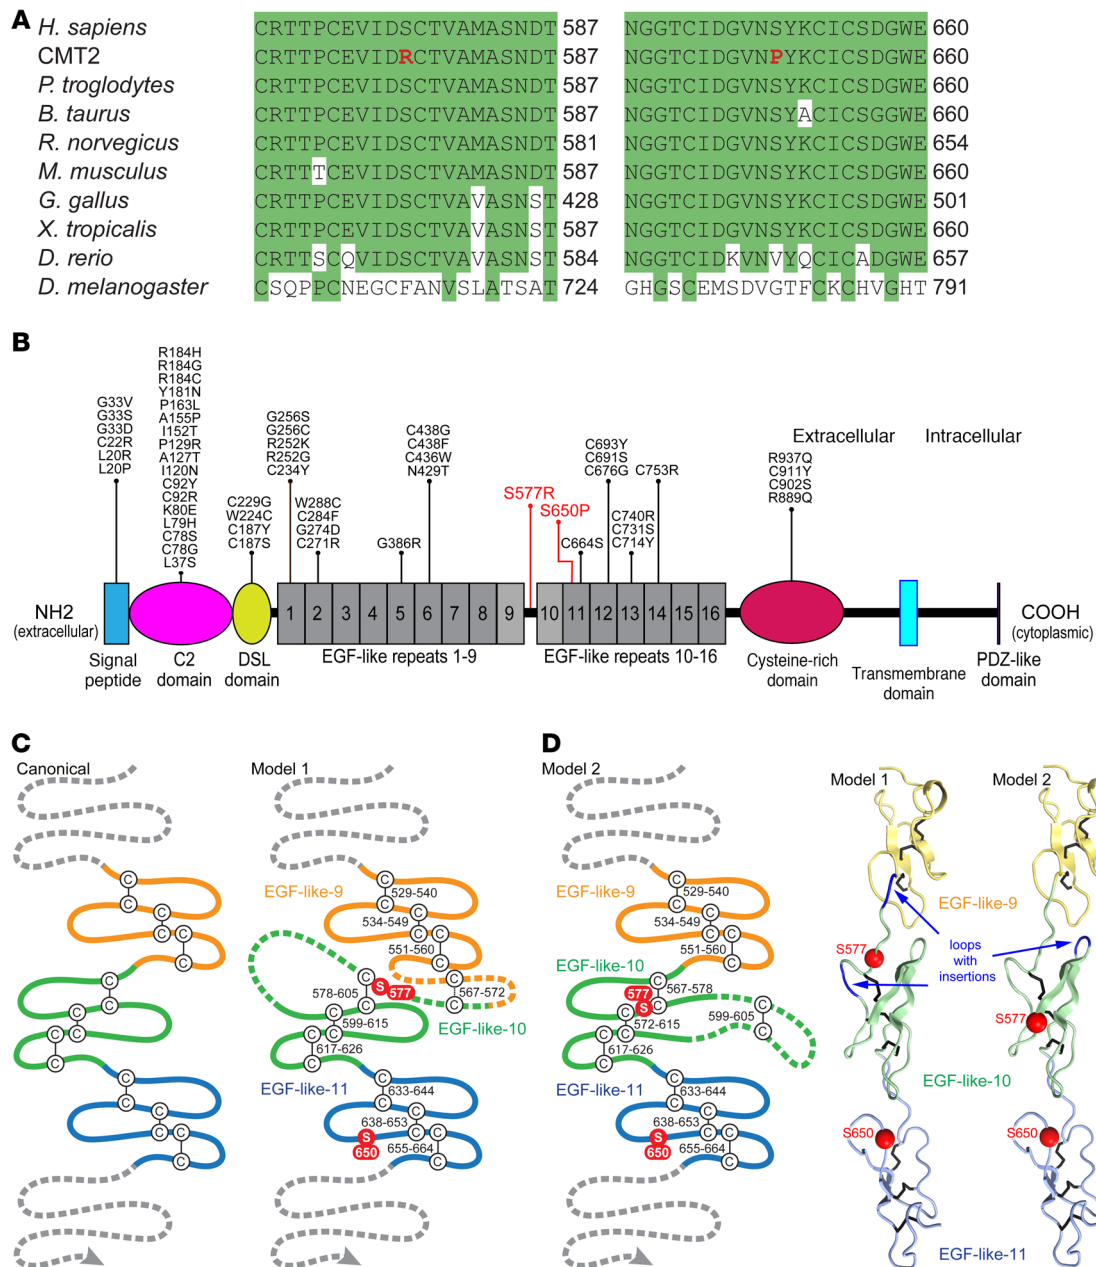 A
H. sapiens CRTTPCEVIDSCTVAMASNDT 587 NGGTCIDGVNSYKCICSDGWE 660
CMT2 CRTTPCEVIDRCTVAMASNDT 587 NGGTCIDGVNPYKCICSDGWE 660
P. troglodytes CRTTPCEVIDSCTVAMASNDT 587 NGGTCIDGVNSYKCICSDGWE 660
B. taurus CRTTPCEVIDSCTVAMASNDT 587 NGGTCIDGVNSYACICSGGWE 660
R. norvegicus CRTTPCEVIDSCTVAMASNDT 581 NGGTCIDGVNSYKCICSDGWE 654
M. musculus CRTTTCEVIDSCTVAMASNDT 587 NGGTCIDGVNSYKCICSDGWE 660
G. gallus CRTTPCEVIDSCTVAVASNST 428 NGGTCIDGVNSYKCICSDGWE 501
X. tropicalis CRTTPCEVIDSCTVAVASNST 587 NGGTCIDGVNSYKCICSDGWE 660
D. rerio CRTTSCQVIDSCTVAVASNST 584 NGGTCIDKVNVYQCICADGWE 657
D. melanogaster CSQPPCNEGCFANVSLATSAT 724 GHGSCEMSDVGTFCKCHVGHT 791
B
G33V
G33S
G33D
C22R
L20R
L20P
R184H
R184G
R184C
Y181N
P163L
A155P
I152T
P129R
A127T
I120N
C92Y
C92R
K80E
L79H
C78S
C78G
L37S
C229G
W224C
C187Y
C187S
G256S
G256C
R252K
R252G
C234Y
W288C
C284F
G274D
C271R
G386R
C438G
C438F
C436W
N429T
S577R
S650P
C664S
C693Y
C691S
C676G
C740R
C731S
C714Y
C753R
R937Q
C911Y
C902S
R889Q
Extracellular Intracellular
NH2
(extracellular)
1 2 3 4 5 6 7 8 9 10 11 12 13 14 15 16
COOH
(cytoplasmic)
Signal
peptide
C2
domain
DSL
domain
EGF-like repeats 1-9
EGF-like repeats 10-16
Cysteine-rich
domain
Transmembrane
domain
PDZ-like
domain
C
Canonical
C C C C C C
C C C C C C
C C C C C C
Model 1
EGF-like-9
529-540
534-549
551-560
567-572
EGF-like-10
S 577
578-605
599-615
617-626
EGF-like-11
633-644
638-653
655-664
S
650
C C C C C C
C C C C C C C C
C C C C C C
D
Model 2
EGF-like-9
529-540
534-549
551-560
EGF-like-10
567-578
577
S
599-605
572-615
617-626
EGF-like-11
633-644
638-653
655-664
S
650
C C C C C C
C C C C C C C C
C C C C C C
Model 1
Model 2
EGF-like-9
S577
loops
with
insertions
S577
EGF-like-10
S650
S650
EGF-like-11